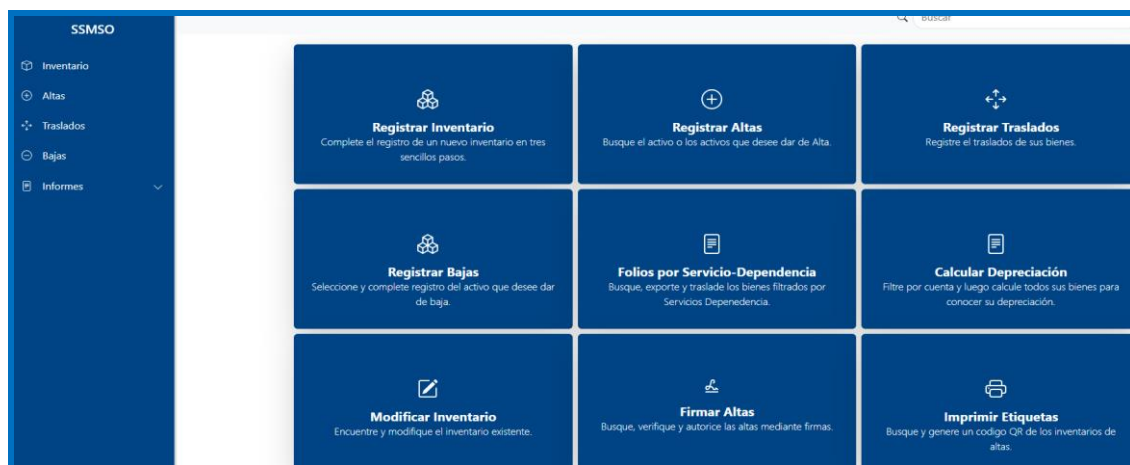 SSMSO
Buscar
Inventario
Altas
Traslados
Bajas
Informes
Registrar Inventario
Complete el registro de un nuevo inventario en tres
sencillos pasos.
Registrar Altas
Busque el activo o los activos que desee dar de Alta.
Registrar Traslados
Registre el traslados de sus bienes.
Registrar Bajas
Seleccione y complete registro del activo que desee dar
de baja.
Folios por Servicio-Dependencia
Busque, exporte y traslade los bienes filtrados por
Servicios Depenedencia.
Calcular Depreciación
Filtre por cuenta y luego calcule todos sus bienes para
conocer su depreciación.
Modificar Inventario
Encuentre y modifique el inventario existente.
Firmar Altas
Busque, verifique y autorice las altas mediante firmas.
Imprimir Etiquetas
Busque y genere un codigo QR de los inventarios de
altas.